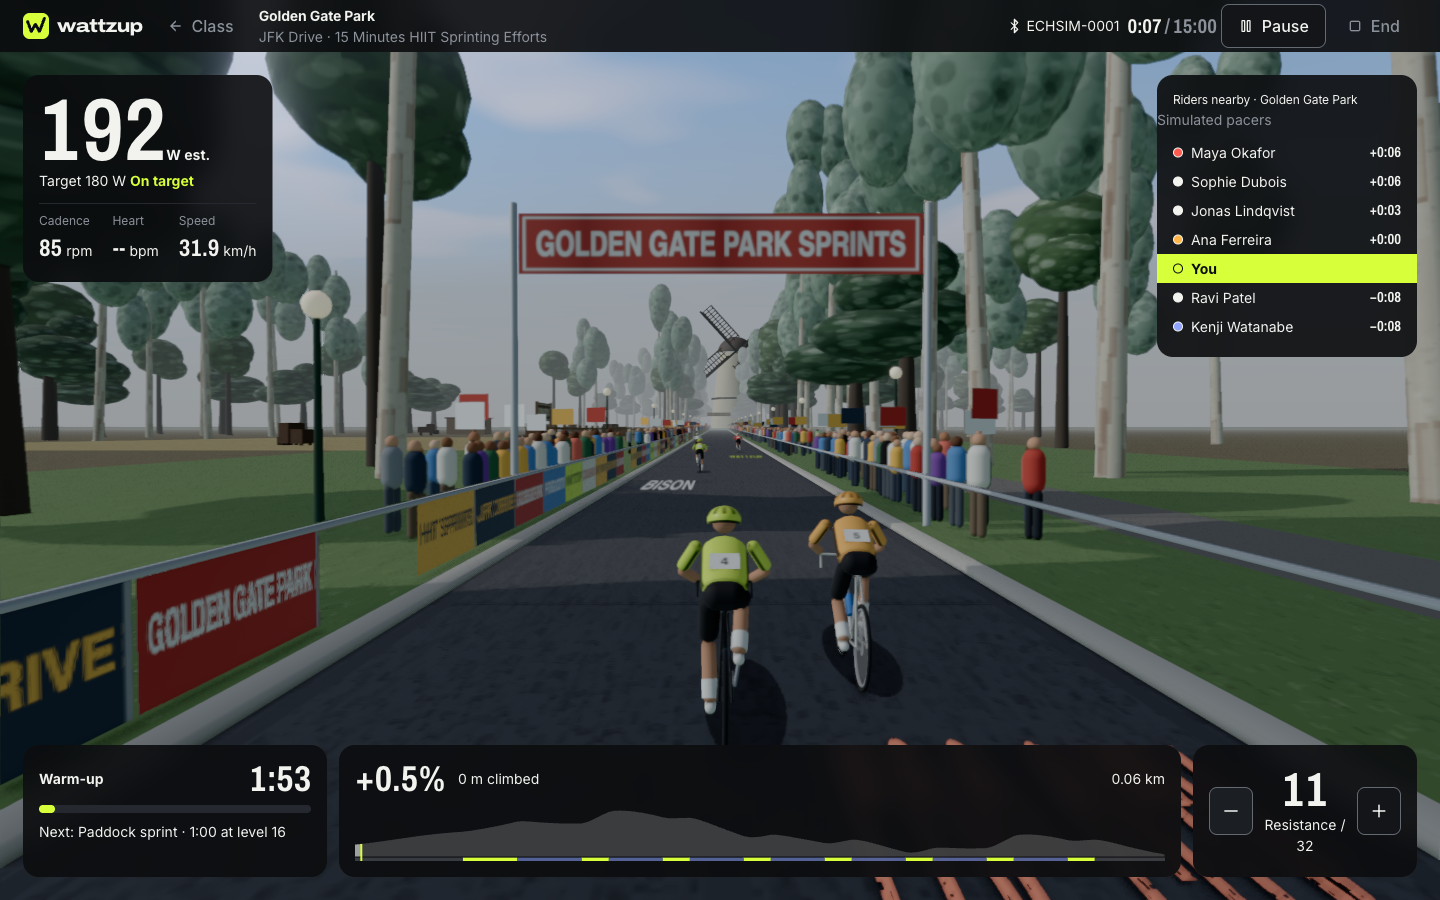 wattzup
Class
Golden Gate Park
JFK Drive · 15 Minutes HIIT Sprinting Efforts
ECHSIM-0001
0:07 / 15:00
Pause
End
192 W est.
Target 180 W On target
Cadence Heart Speed
85 rpm -- bpm 31.9 km/h
Riders nearby · Golden Gate Park
Simulated pacers
Maya Okafor +0:06
Sophie Dubois +0:06
Jonas Lindqvist +0:03
Ana Ferreira +0:00
You
Ravi Patel −0:08
Kenji Watanabe −0:08
GOLDEN GATE PARK SPRINTS
BISON
4
5
GOLDEN GATE PARK
RIVE
Warm-up 1:53
Next: Paddock sprint · 1:00 at level 16
+0.5% 0 m climbed 0.06 km
11
Resistance /
32